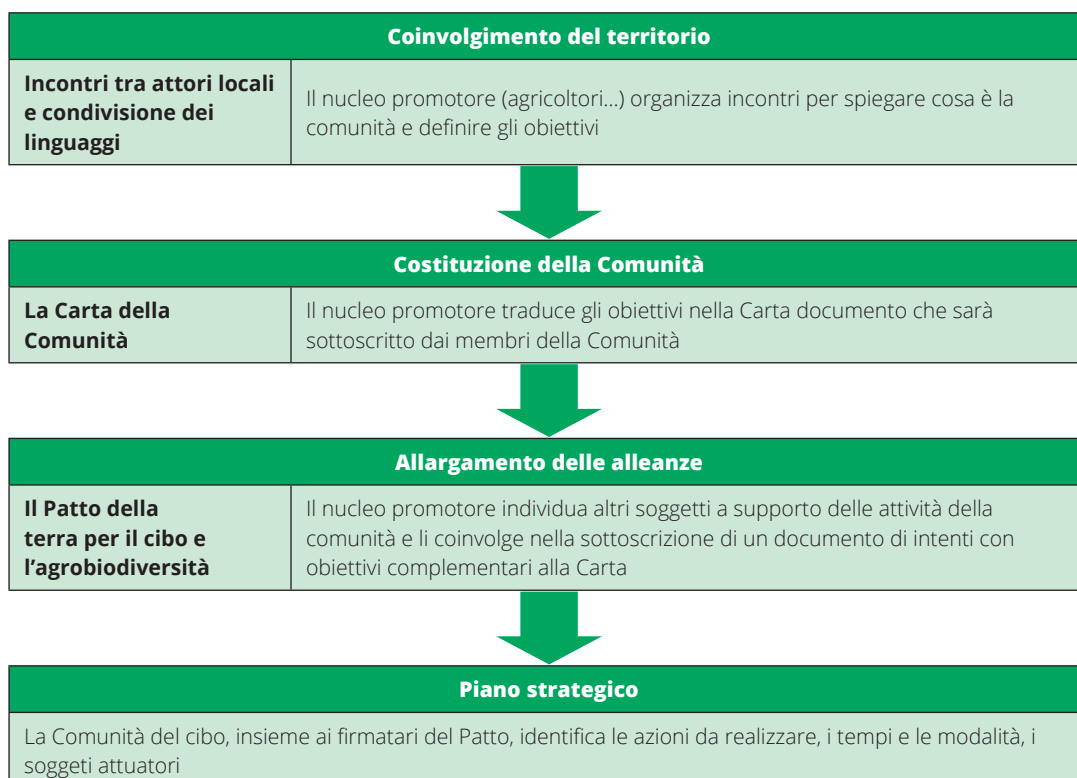 Coinvolgimento del territorio
Incontri tra attori locali
e condivisione dei
linguaggi
Il nucleo promotore (agricoltori...) organizza incontri per spiegare cosa è la
comunità e definire gli obiettivi
Costituzione della Comunità
La Carta della
Comunità
Il nucleo promotore traduce gli obiettivi nella Carta documento che sarà
sottoscritto dai membri della Comunità
Allargamento delle alleanze
Il Patto della
terra per il cibo e
l’agrobiodiversità
Il nucleo promotore individua altri soggetti a supporto delle attività della
comunità e li coinvolge nella sottoscrizione di un documento di intenti con
obiettivi complementari alla Carta
Piano strategico
La Comunità del cibo, insieme ai firmatari del Patto, identifica le azioni da realizzare, i tempi e le modalità, i
soggeti attuatori